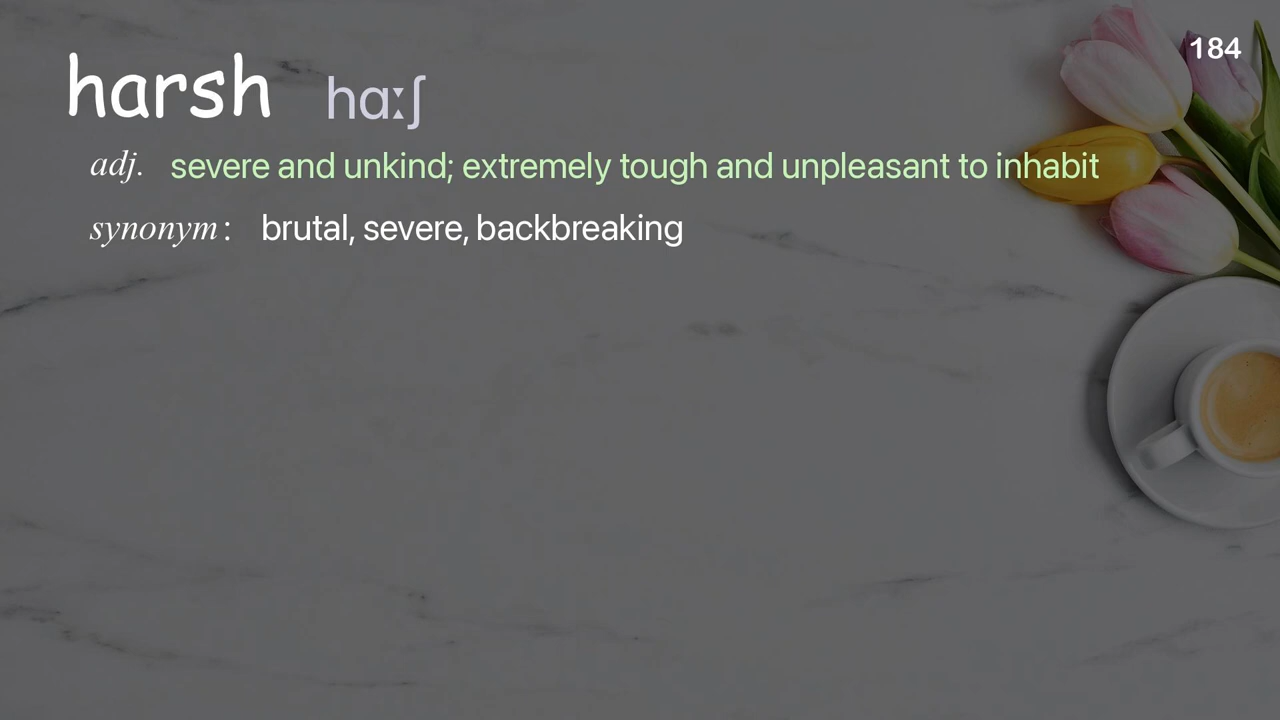 184
harsh hɑːʃ
adj. severe and unkind; extremely tough and unpleasant to inhabit
synonym : brutal, severe, backbreaking